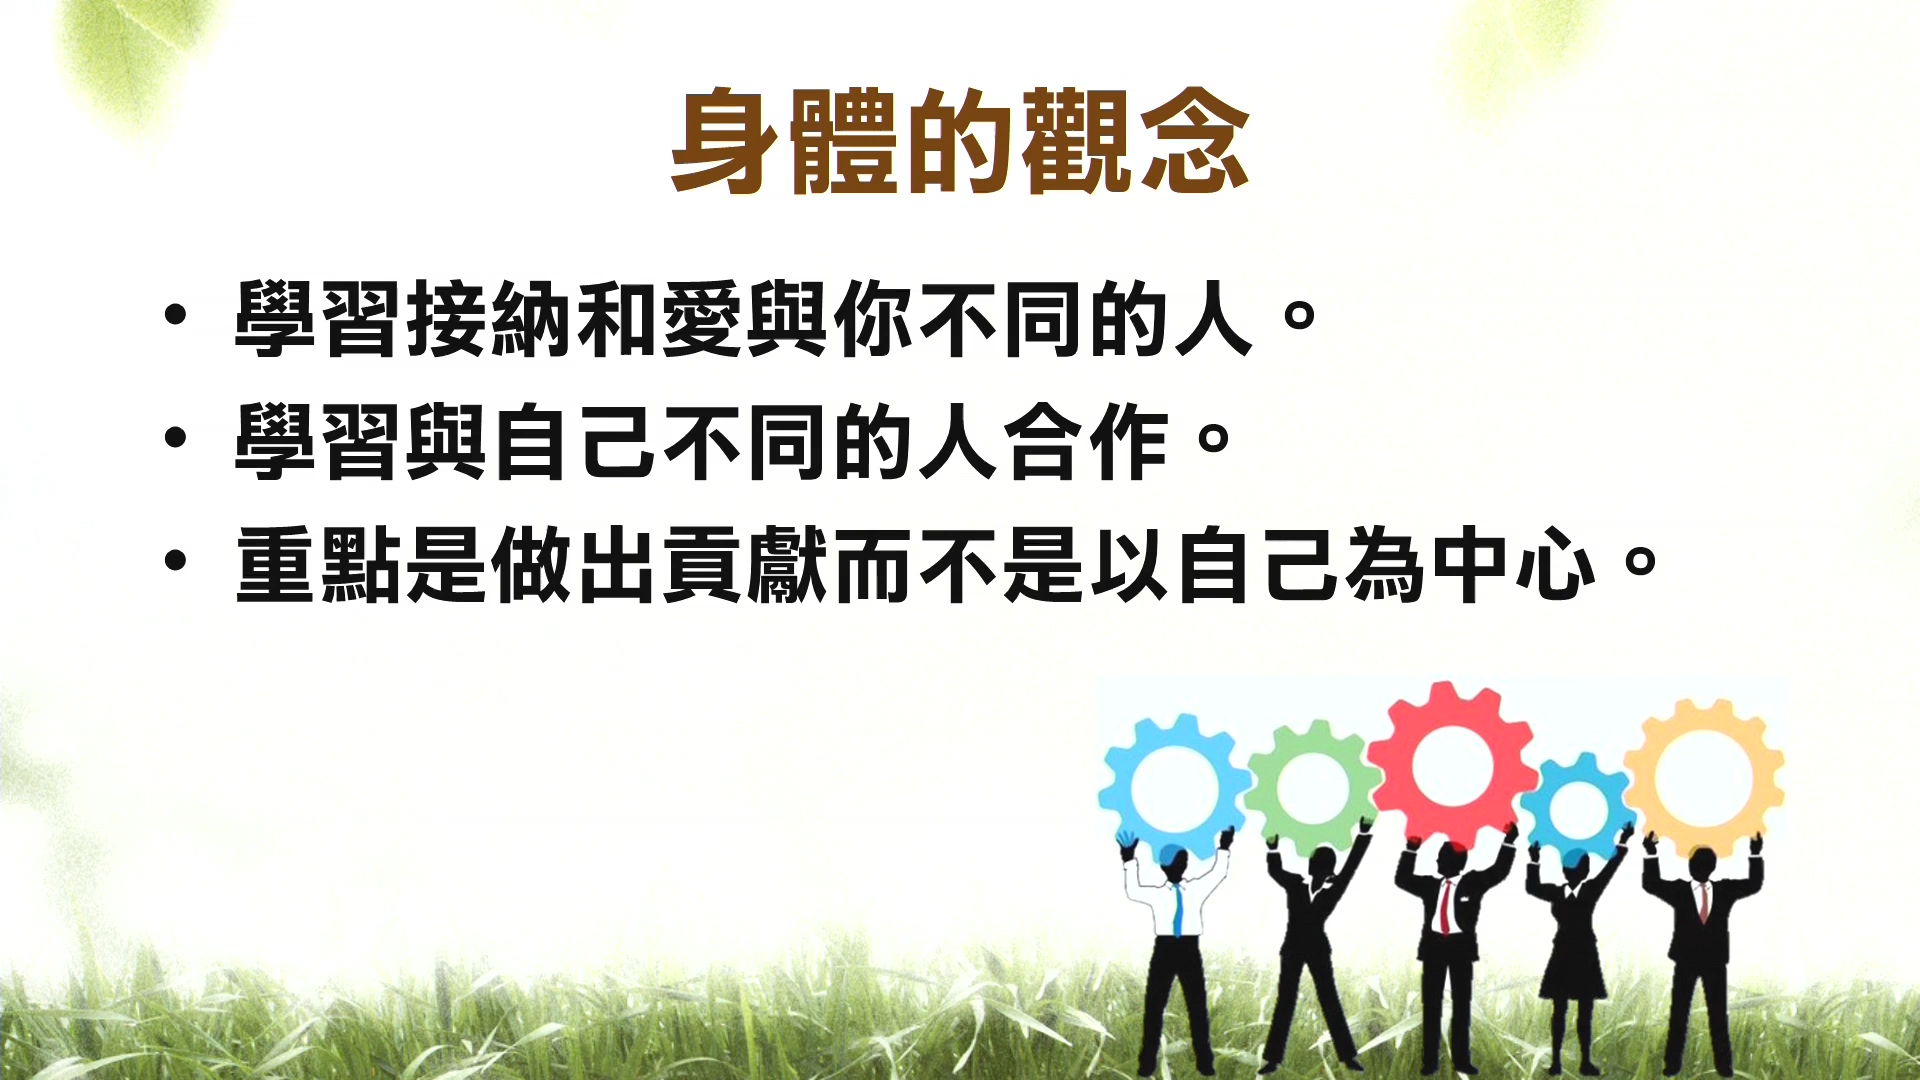 身體的觀念
• 學習接納和愛與你不同的人。
• 學習與自己不同的人合作。
• 重點是做出貢獻而不是以自己為中心。